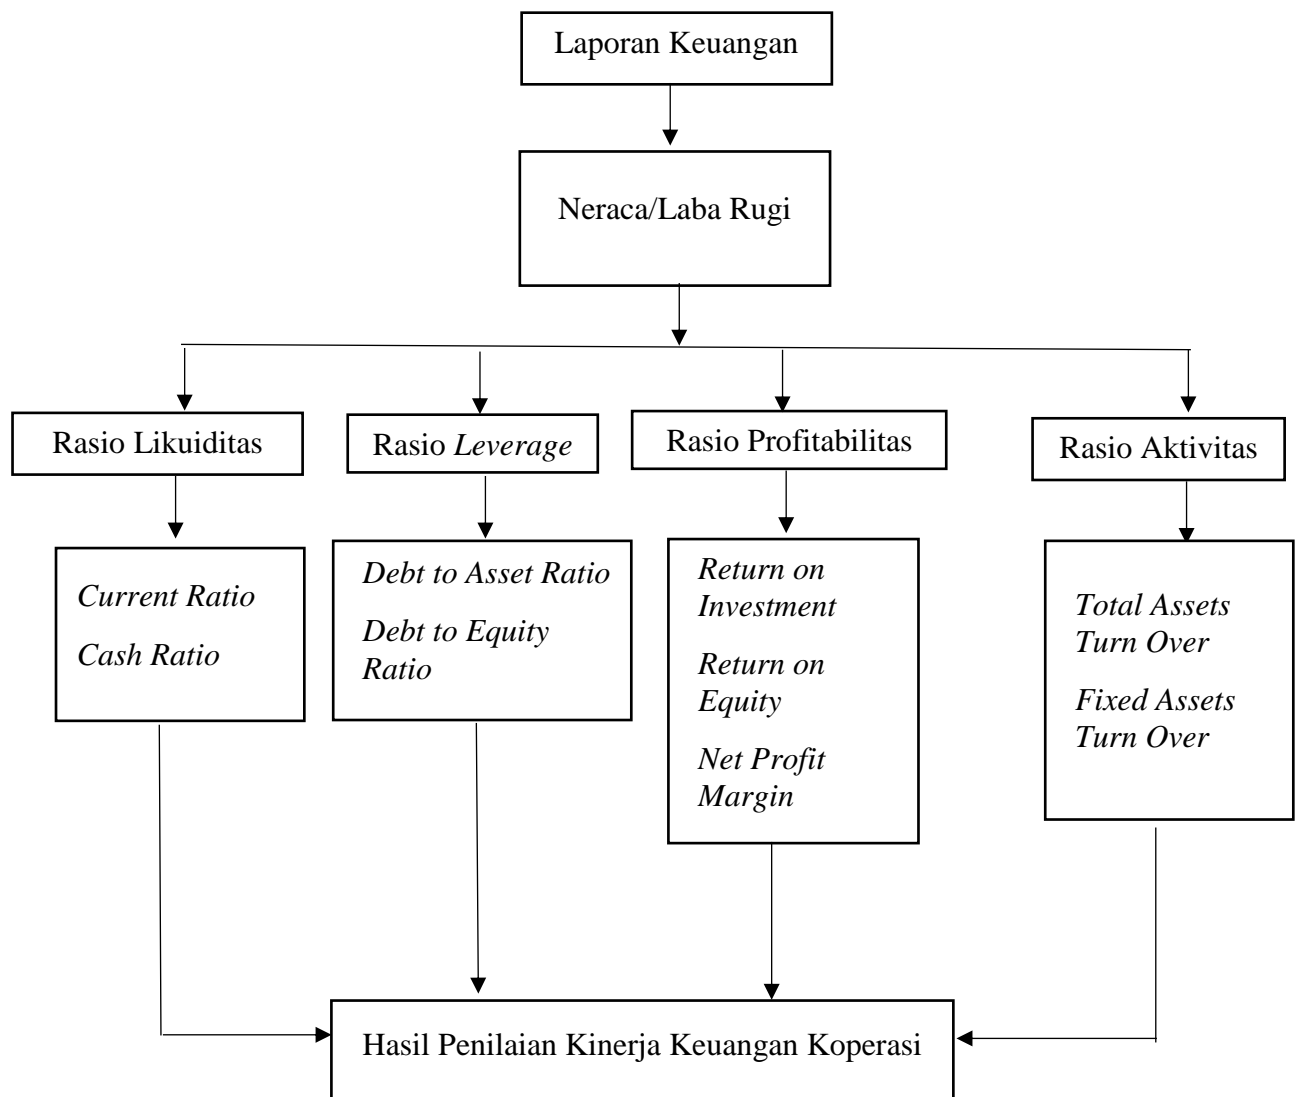 Laporan Keuangan
Neraca/Laba Rugi
Rasio Likuiditas
Rasio Leverage
Rasio Profitabilitas
Rasio Aktivitas
Current Ratio
Cash Ratio
Debt to Asset Ratio
Debt to Equity
Ratio
Return on
Investment
Return on
Equity
Net Profit
Margin
Total Assets
Turn Over
Fixed Assets
Turn Over
Hasil Penilaian Kinerja Keuangan Koperasi